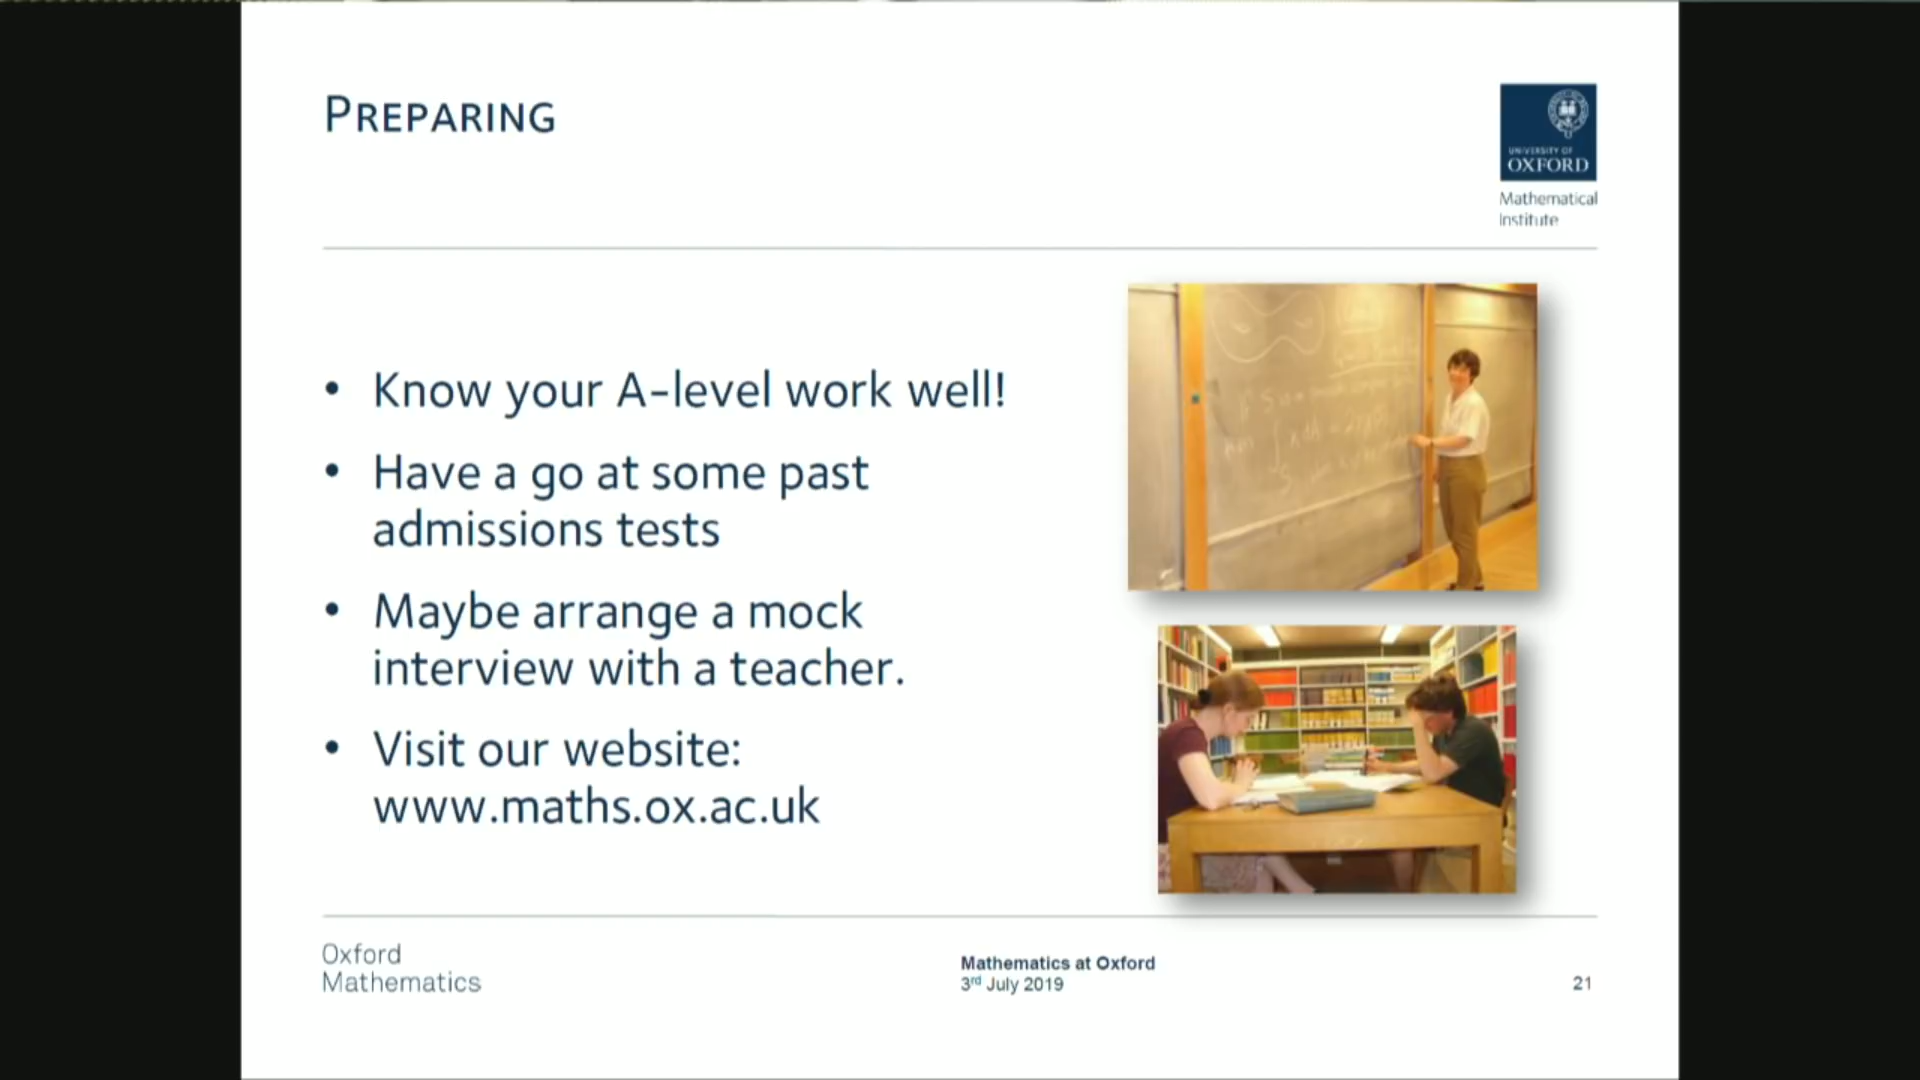 PREPARING
UNIVERSITY OF
OXFORD
Mathematical
Institute
• Know your A-level work well!
• Have a go at some past
admissions tests
• Maybe arrange a mock
interview with a teacher.
• Visit our website:
www.maths.ox.ac.uk
Oxford
Mathematics
Mathematics at Oxford
3rd July 2019
21